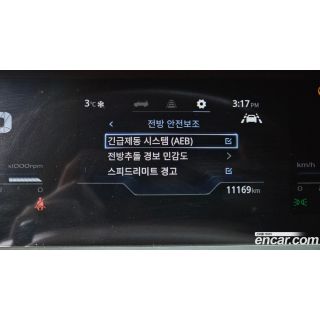 3°C
3:17PM
전방 안전보조
긴급제동 시스템 (AEB)
전방추돌 경보 민감도
스피드리미트 경고
x1000rpm
km/h
11169km
0
0
encar.com